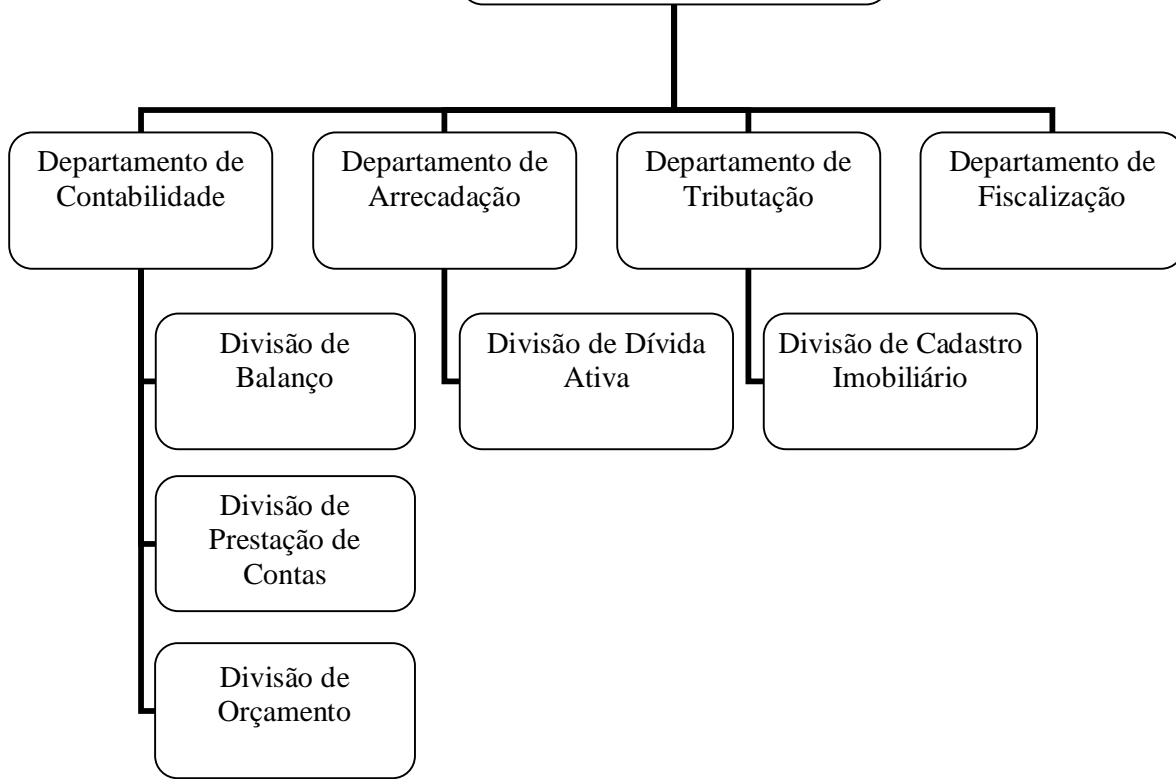 Departamento de
Contabilidade
Departamento de
Arrecadação
Departamento de
Tributação
Departamento de
Fiscalização
Divisão de
Balanço
Divisão de Dívida
Ativa
Divisão de Cadastro
Imobiliário
Divisão de
Prestação de
Contas
Divisão de
Orçamento